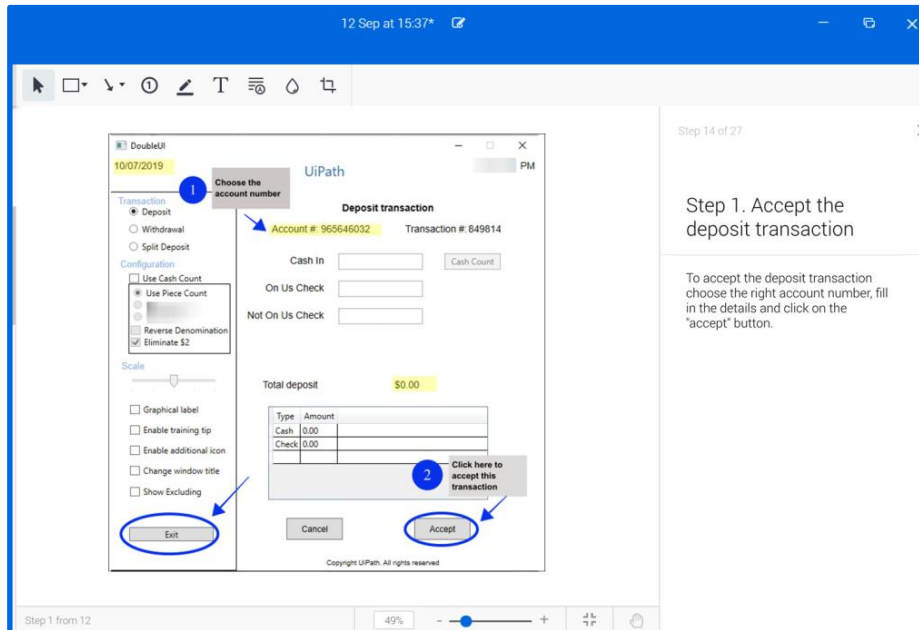 12 Sep at 15:37*
1
T
Step 14 of 27
Step 1. Accept the
deposit transaction
To accept the deposit transaction
choose the right account number, fill
in the details and click on the
"accept" button.
DoubleUI
10/07/2019
UiPath
PM
1
Choose the
account number
Transaction
Deposit
Withdrawal
Split Deposit
Configuration
Use Cash Count
Use Piece Count
Reverse Denomination
Eliminate $2
Scale
Graphical label
Enable training tip
Enable additional icon
Change window title
Show Excluding
Exit
Deposit transaction
Account #: 965646032 Transaction #: 849814
Cash In Cash Count
On Us Check
Not On Us Check
Total deposit $0.00
Type Amount
Cash 0.00
Check 0.00
2
Click here to
accept this
transaction
Cancel Accept
Copyright UiPath. All rights reserved
Step 1 from 12
49% - +